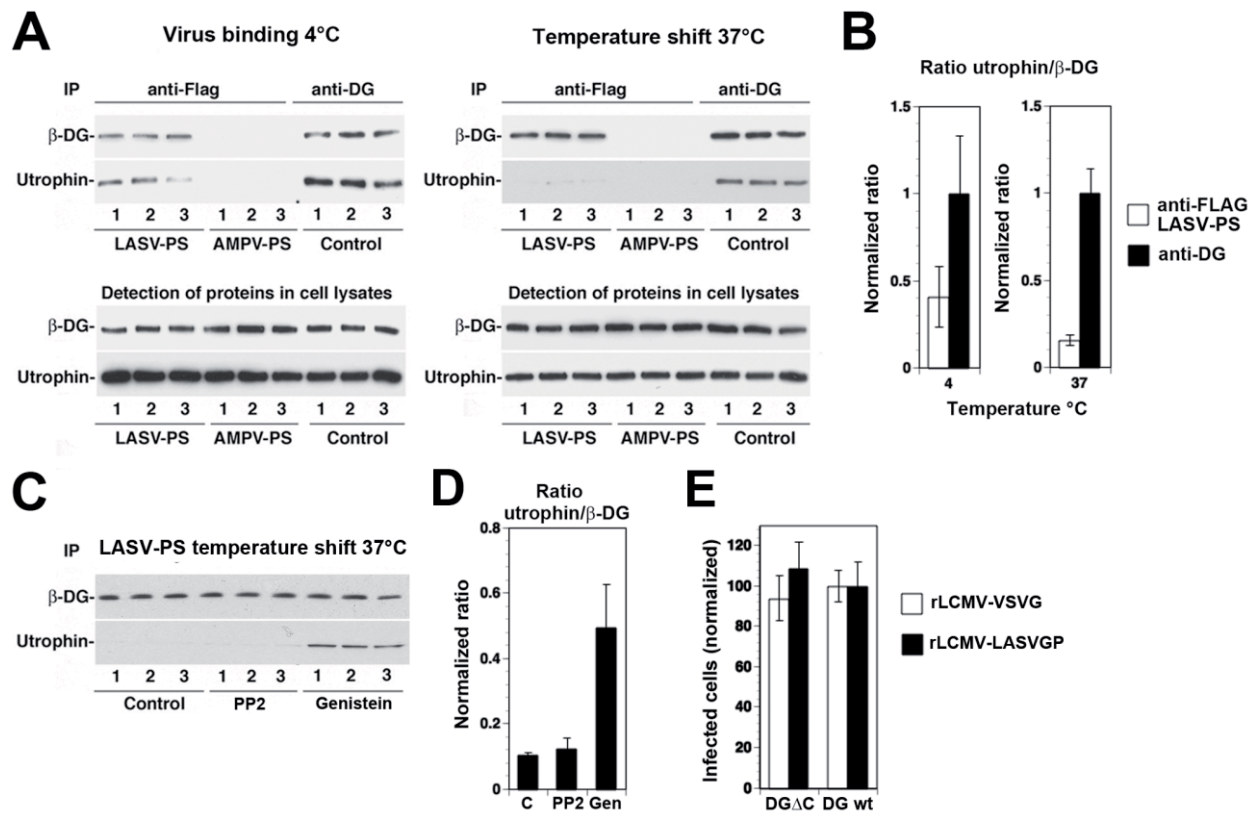 A
Virus binding 4°C
IP anti-Flag anti-DG
β-DG-
Utrophin-
1 2 3 1 2 3 1 2 3
LASV-PS AMPV-PS Control
Detection of proteins in cell lysates
β-DG-
Utrophin-
1 2 3 1 2 3 1 2 3
LASV-PS AMPV-PS Control
Temperature shift 37°C
IP anti-Flag anti-DG
β-DG-
Utrophin-
1 2 3 1 2 3 1 2 3
LASV-PS AMPV-PS Control
Detection of proteins in cell lysates
β-DG-
Utrophin-
1 2 3 1 2 3 1 2 3
LASV-PS AMPV-PS Control
B
Ratio utrophin/β-DG
Normalized ratio
1.5
1
0.5
0
4
Normalized ratio
1.5
1
0.5
0
37
Temperature °C
anti-FLAG
LASV-PS
anti-DG
C
IP LASV-PS temperature shift 37°C
β-DG-
Utrophin-
1 2 3 1 2 3 1 2 3
Control PP2 Genistein
D
Ratio
utrophin/β-DG
Normalized ratio
0.8
0.6
0.4
0.2
0
C PP2 Gen
E
Infected cells (normalized)
120
100
80
60
40
20
0
DGΔC DG wt
rLCMV-VSVG
rLCMV-LASVGP